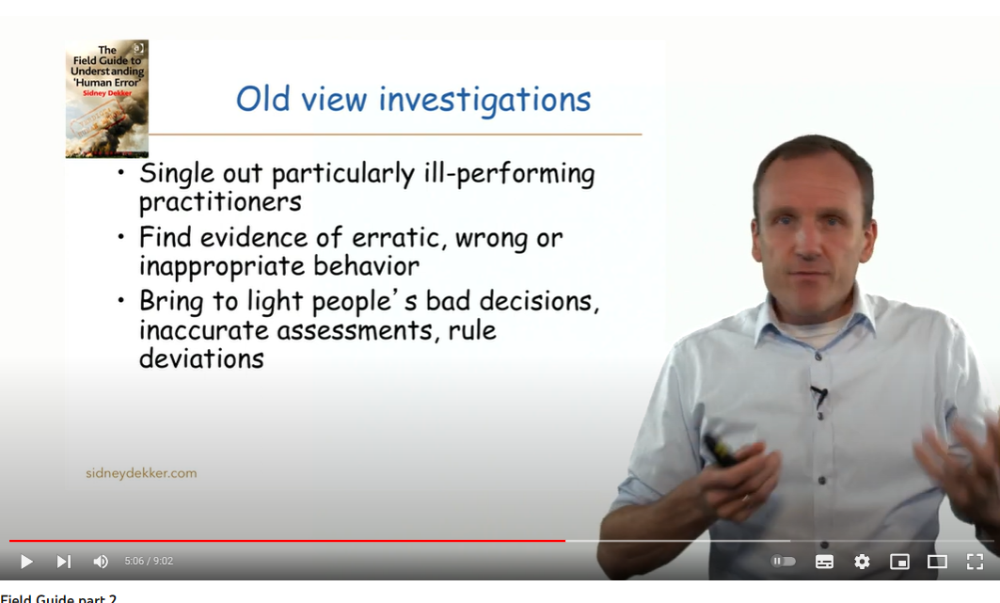 The
Field Guide to
Understanding
'Human Error'
Sidney Dekker
Old view investigations
• Single out particularly ill-performing
practitioners
• Find evidence of erratic, wrong or
inappropriate behavior
• Bring to light people’s bad decisions,
inaccurate assessments, rule
deviations
sidneydekker.com
5:06 / 9:02
Field Guide part 2